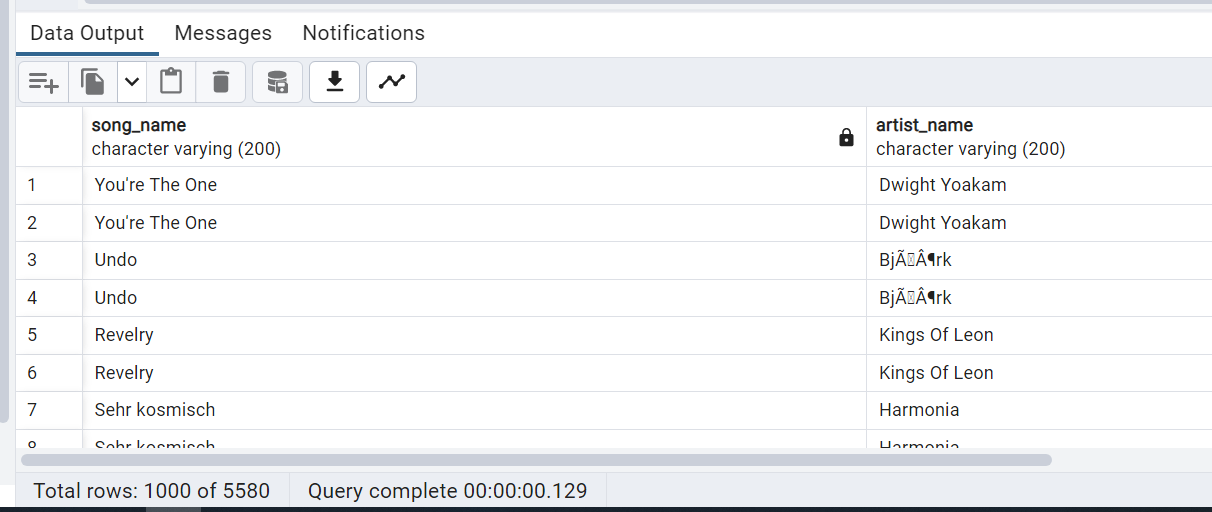 Data Output Messages Notifications
song_name artist_name
character varying (200) character varying (200)
1 You're The One Dwight Yoakam
2 You're The One Dwight Yoakam
3 Undo BjÃÂ¶rk
4 Undo BjÃÂ¶rk
5 Revelry Kings Of Leon
6 Revelry Kings Of Leon
7 Sehr kosmisch Harmonia
8 Sehr kosmisch Harmonia
Total rows: 1000 of 5580 Query complete 00:00:00.129